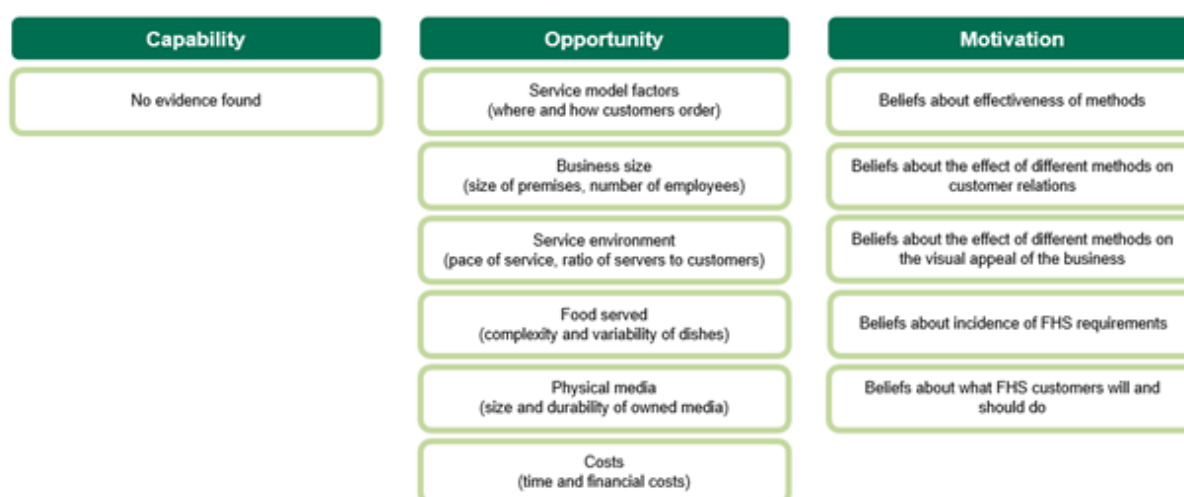 Capability
No evidence found
Opportunity
Service model factors
(where and how customers order)
Business size
(size of premises, number of employees)
Service environment
(pace of service, ratio of servers to customers)
Food served
(complexity and variability of dishes)
Physical media
(size and durability of owned media)
Costs
(time and financial costs)
Motivation
Beliefs about effectiveness of methods
Beliefs about the effect of different methods on
customer relations
Beliefs about the effect of different methods on
the visual appeal of the business
Beliefs about incidence of FHS requirements
Beliefs about what FHS customers will and
should do